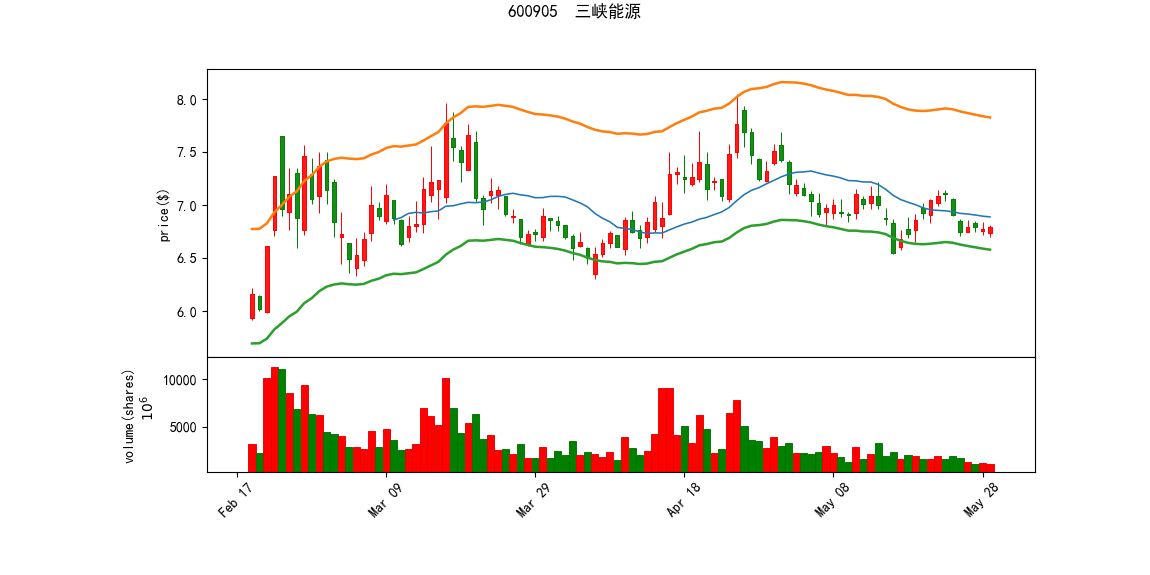 600905  三峡能源
price($)
8.0
7.5
7.0
6.5
6.0
volume(shares)
10^6
10000
5000
Feb 17
Mar 09
Mar 29
Apr 18
May 08
May 28